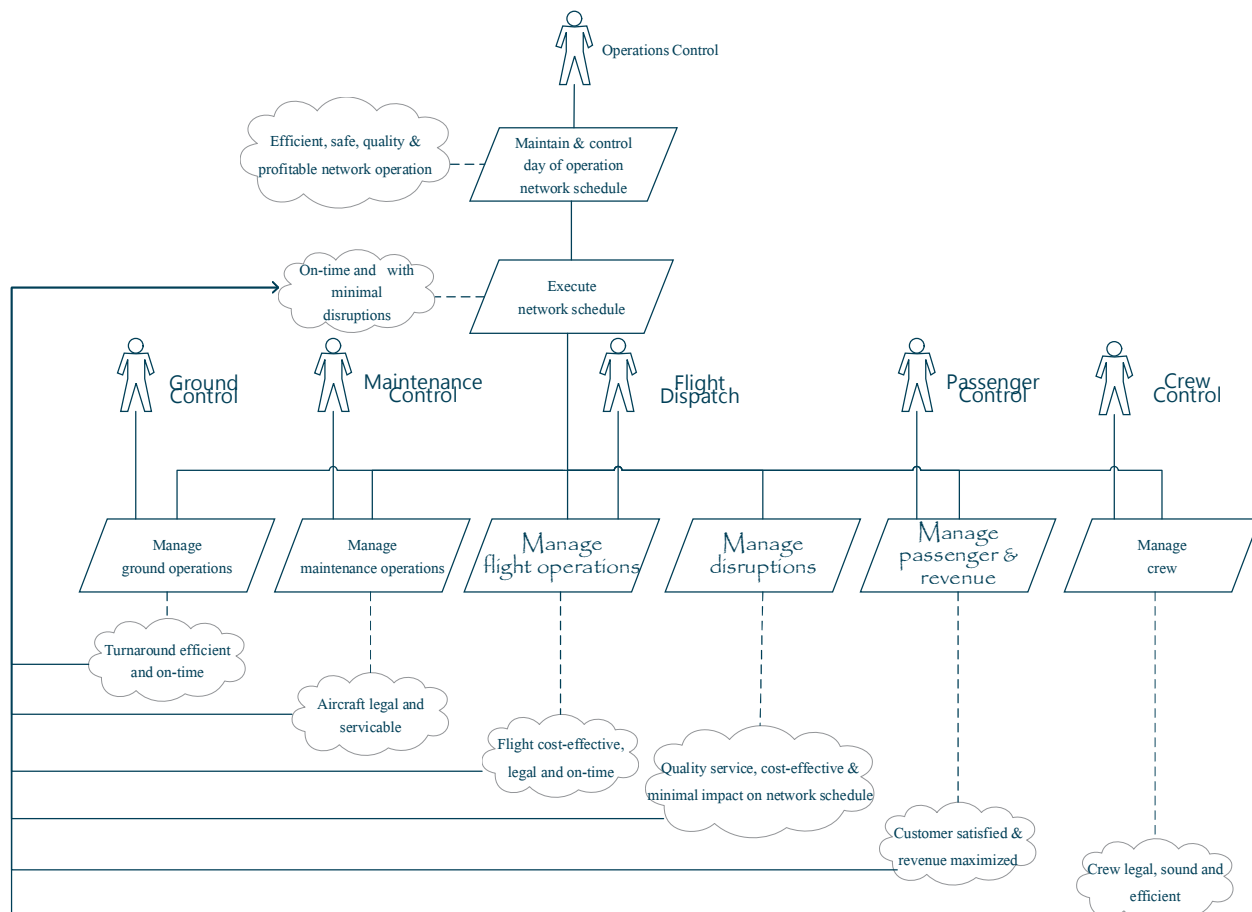 Operations Control
Efficient, safe, quality &
profitable network operation
Maintain & control
day of operation
network schedule
On-time and with
minimal
disruptions
Execute
network schedule
Ground
Control
Maintenance
Control
Flight
Dispatch
Passenger
Control
Crew
Control
Manage
ground operations
Manage
maintenance operations
Manage
flight operations
Manage
disruptions
Manage
passenger &
revenue
Manage
crew
Turnaround efficient
and on-time
Aircraft legal and
servicable
Flight cost-effective,
legal and on-time
Quality service, cost-effective &
minimal impact on network schedule
Customer satisfied &
revenue maximized
Crew legal, sound and
efficient